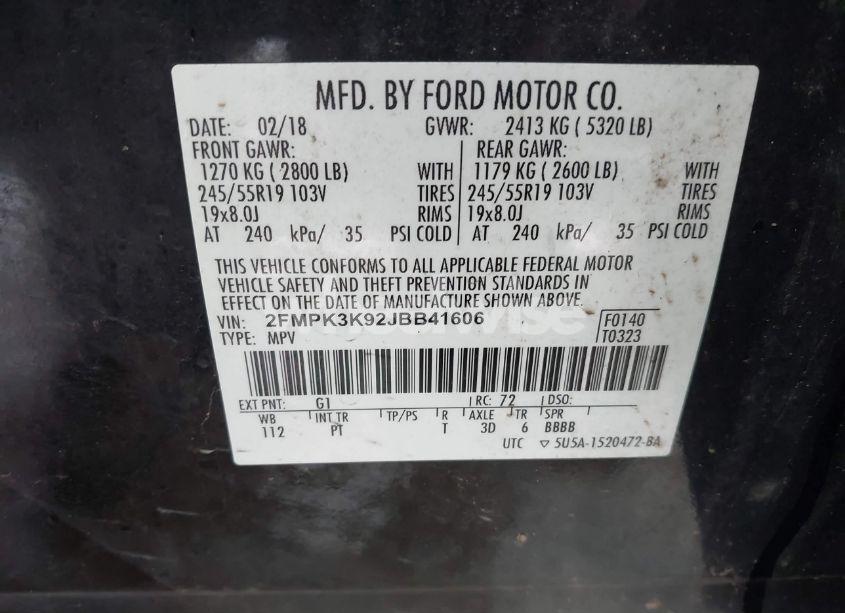 MFD. BY FORD MOTOR CO.
DATE: 02/18 GVWR: 2413 KG ( 5320 LB)
FRONT GAWR: REAR GAWR:
1270 KG ( 2800 LB) WITH 1179 KG ( 2600 LB) WITH
245/55R19 103V TIRES 245/55R19 103V TIRES
19x8.0J RIMS 19x8.0J RIMS
AT 240 kPa/ 35 PSI COLD AT 240 kPa/ 35 PSI COLD
THIS VEHICLE CONFORMS TO ALL APPLICABLE FEDERAL MOTOR
VEHICLE SAFETY AND THEFT PREVENTION STANDARDS IN
EFFECT ON THE DATE OF MANUFACTURE SHOWN ABOVE.
VIN: 2FMPK3K92JBB41606 F0140
TYPE: MPV T0323
EXT PNT: G1 RC: 72 DSO:
WB INT TR TP/PS R AXLE TR SPR
112 PT T 3D 6 BBBB
UTC ▽ 5U5A-1520472-BA